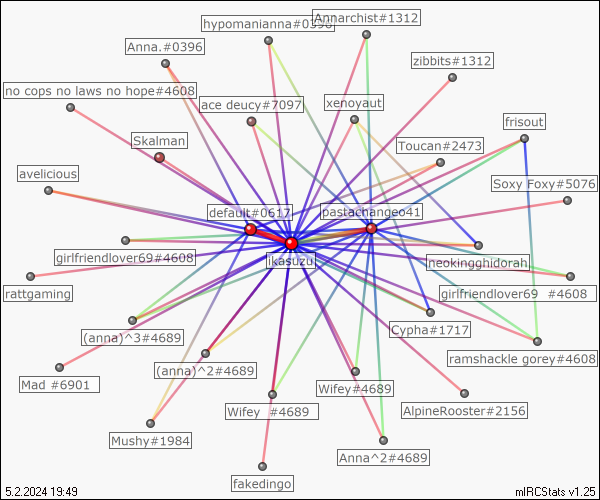 hypomanianna#0396
Annarchist#1312
Anna.#0396
zibbits#1312
no cops no laws no hope#4608
ace deucy#7097
xenoyaut
frisout
Skalman
Toucan#2473
avelicious
Soxy Foxy#5076
default#0617
pastachangeo41
girlfriendlover69#4608
ikasuzu
neokingghidorah
rattgaming
girlfriendlover69 #4608
(anna)^3#4689
Cypha#1717
ramshackle gorey#4608
(anna)^2#4689
Mad #6901
Wifey#4689
Wifey #4689
AlpineRooster#2156
Mushy#1984
Anna^2#4689
fakedingo
5.2.2024 19:49
mIRCStats v1.25